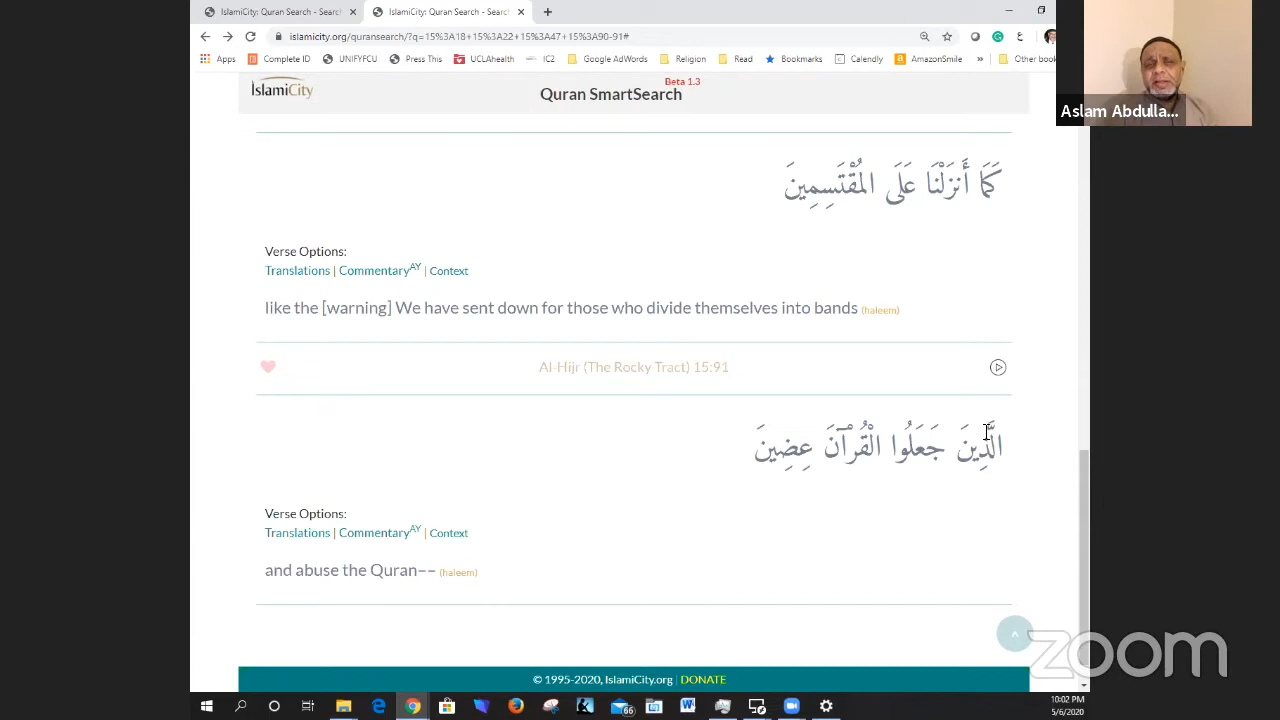 IslamiCity: Quran Search - Search
IslamiCity: Quran Search - Search
islamicity.org/quransearch/?q=15%3A18+15%3A22+15%3A47+15%3A90-91#
Apps Complete ID UNIFYFCU Press This UCLAhealth IC2 Google AdWords Religion Read Bookmarks Calendly AmazonSmile » Other book
IslamiCity
Beta 1.3
Quran SmartSearch
Aslam Abdulla...
كَمَا أَنزَلْنَا عَلَى الْمُقْتَسِمِينَ
Verse Options:
Translations | Commentary AY | Context
like the [warning] We have sent down for those who divide themselves into bands (haleem)
Al-Hijr (The Rocky Tract) 15:91
الَّذِينَ جَعَلُوا الْقُرْآنَ عِضِينَ
Verse Options:
Translations | Commentary AY | Context
and abuse the Quran–– (haleem)
zoom
© 1995-2020, IslamiCity.org | DONATE
66
10:02 PM
5/6/2020